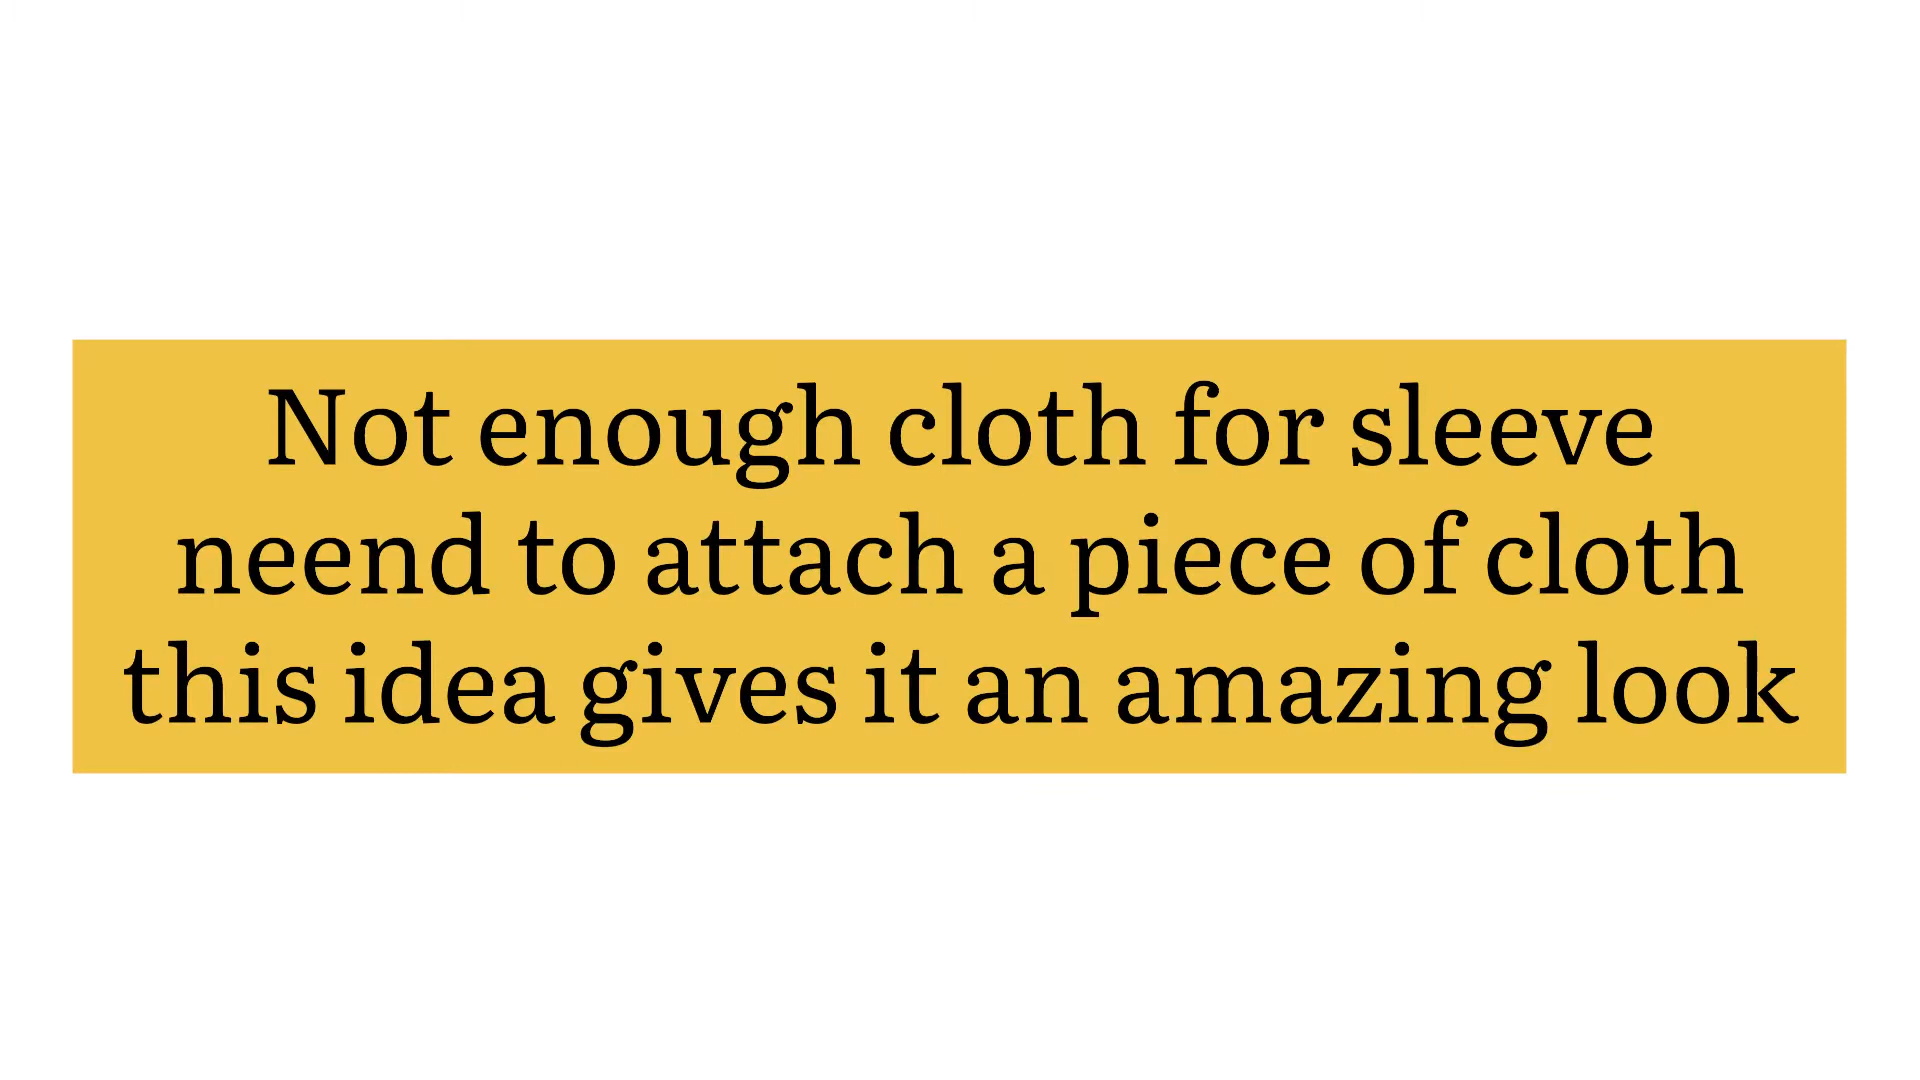 Not enough cloth for sleeve
neend to attach a piece of cloth
this idea gives it an amazing look